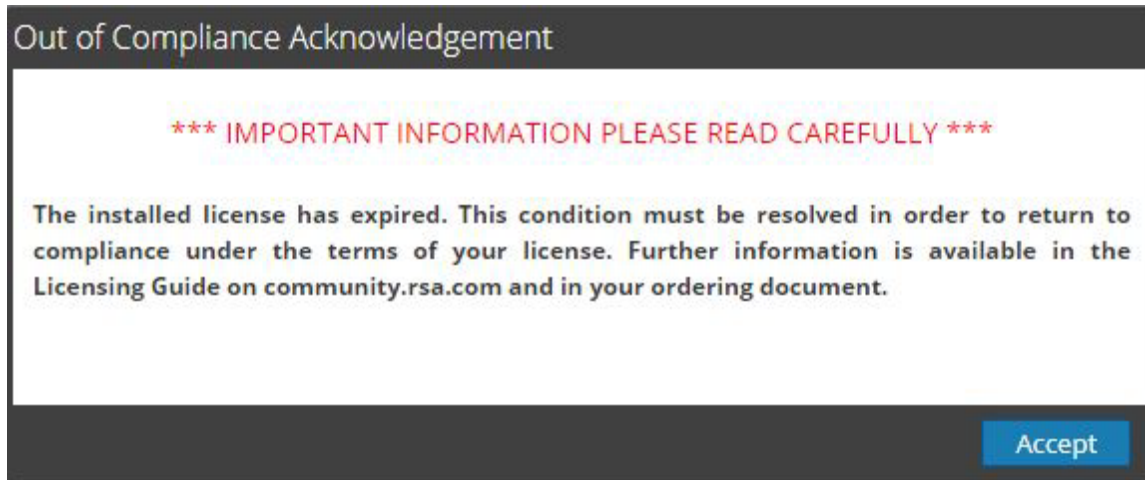 Out of Compliance Acknowledgement
*** IMPORTANT INFORMATION PLEASE READ CAREFULLY ***
The installed license has expired. This condition must be resolved in order to return to
compliance under the terms of your license. Further information is available in the
Licensing Guide on community.rsa.com and in your ordering document.
Accept